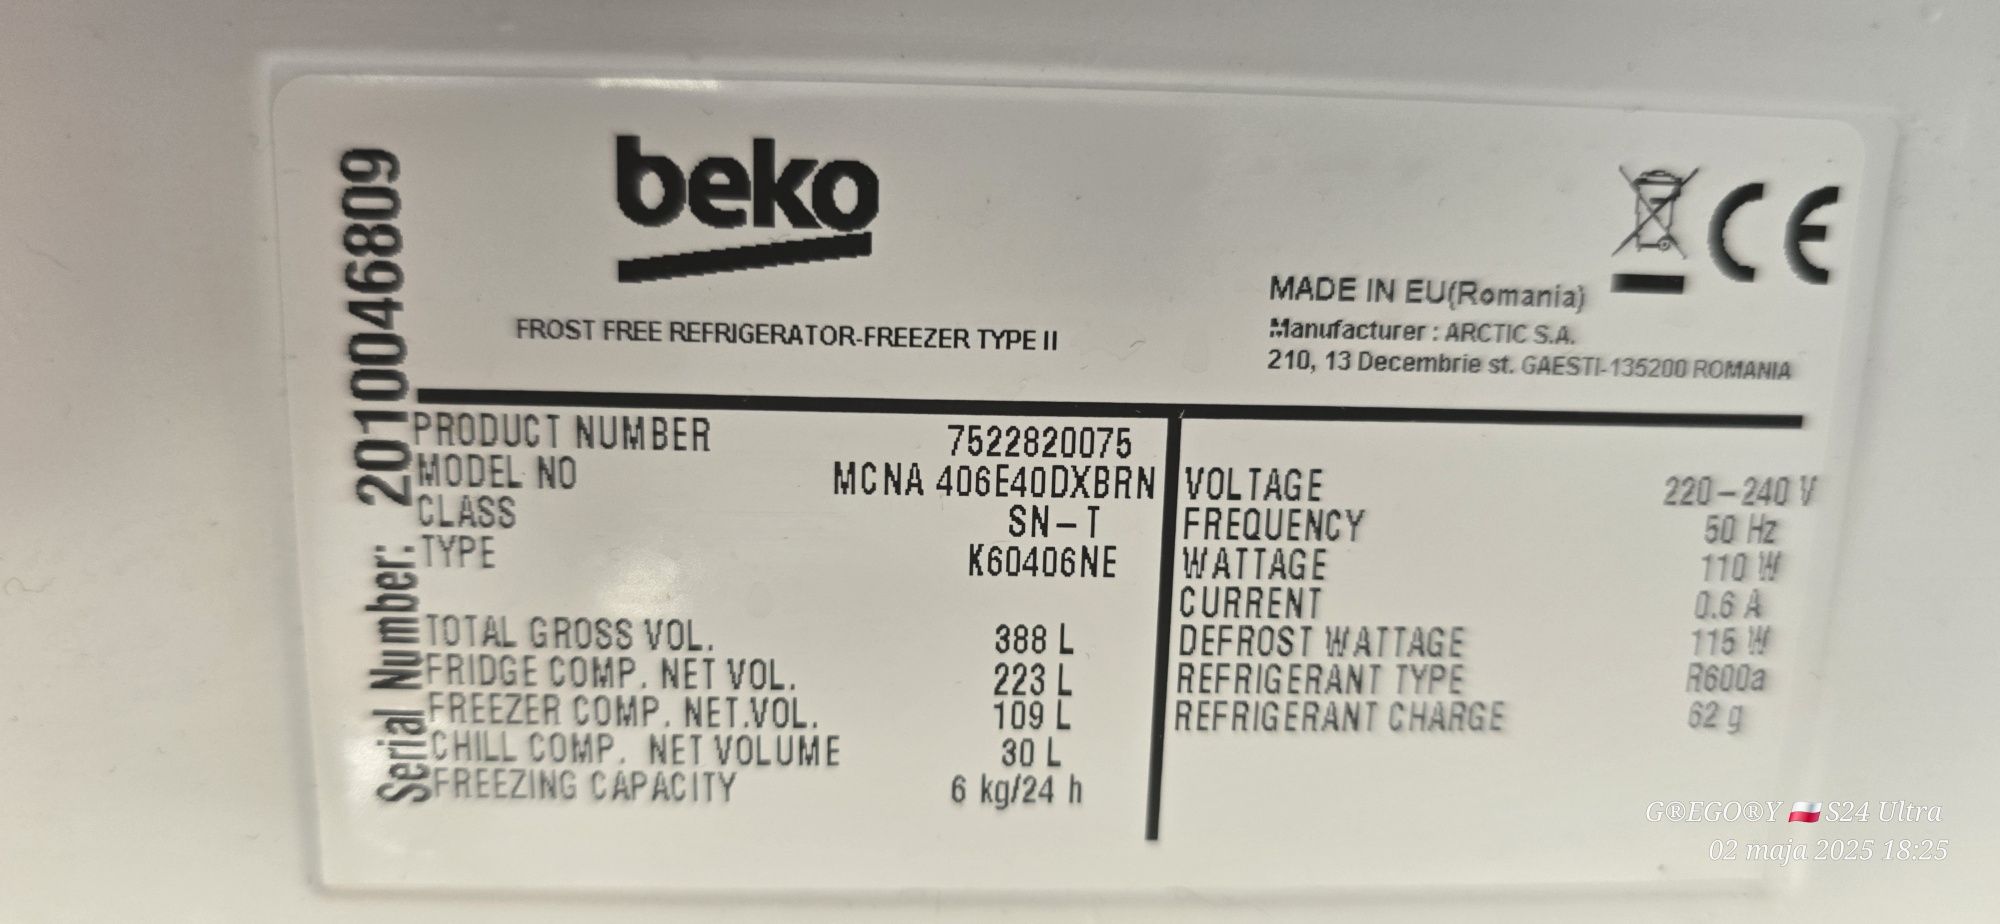 beko
FROST FREE REFRIGERATOR-FREEZER TYPE II
CE
MADE IN EU(Romania)
Manufacturer : ARCTIC S.A.
210, 13 Decembrie st. GAESTI-135200 ROMANIA
Serial Number: 2010046809
PRODUCT NUMBER 7522820075
MODEL NO MCNA 406E40DXBRN
CLASS SN-T
TYPE K60406NE
TOTAL GROSS VOL. 388 L
FRIDGE COMP. NET VOL. 223 L
FREEZER COMP. NET.VOL. 109 L
CHILL COMP. NET VOLUME 30 L
FREEZING CAPACITY 6 kg/24 h
VOLTAGE 220-240 V
FREQUENCY 50 Hz
WATTAGE 110 W
CURRENT 0.6 A
DEFROST WATTAGE 115 W
REFRIGERANT TYPE R600a
REFRIGERANT CHARGE 62 g
G®EGO®Y 🇵🇱 S24 Ultra
02 maja 2025 18:25